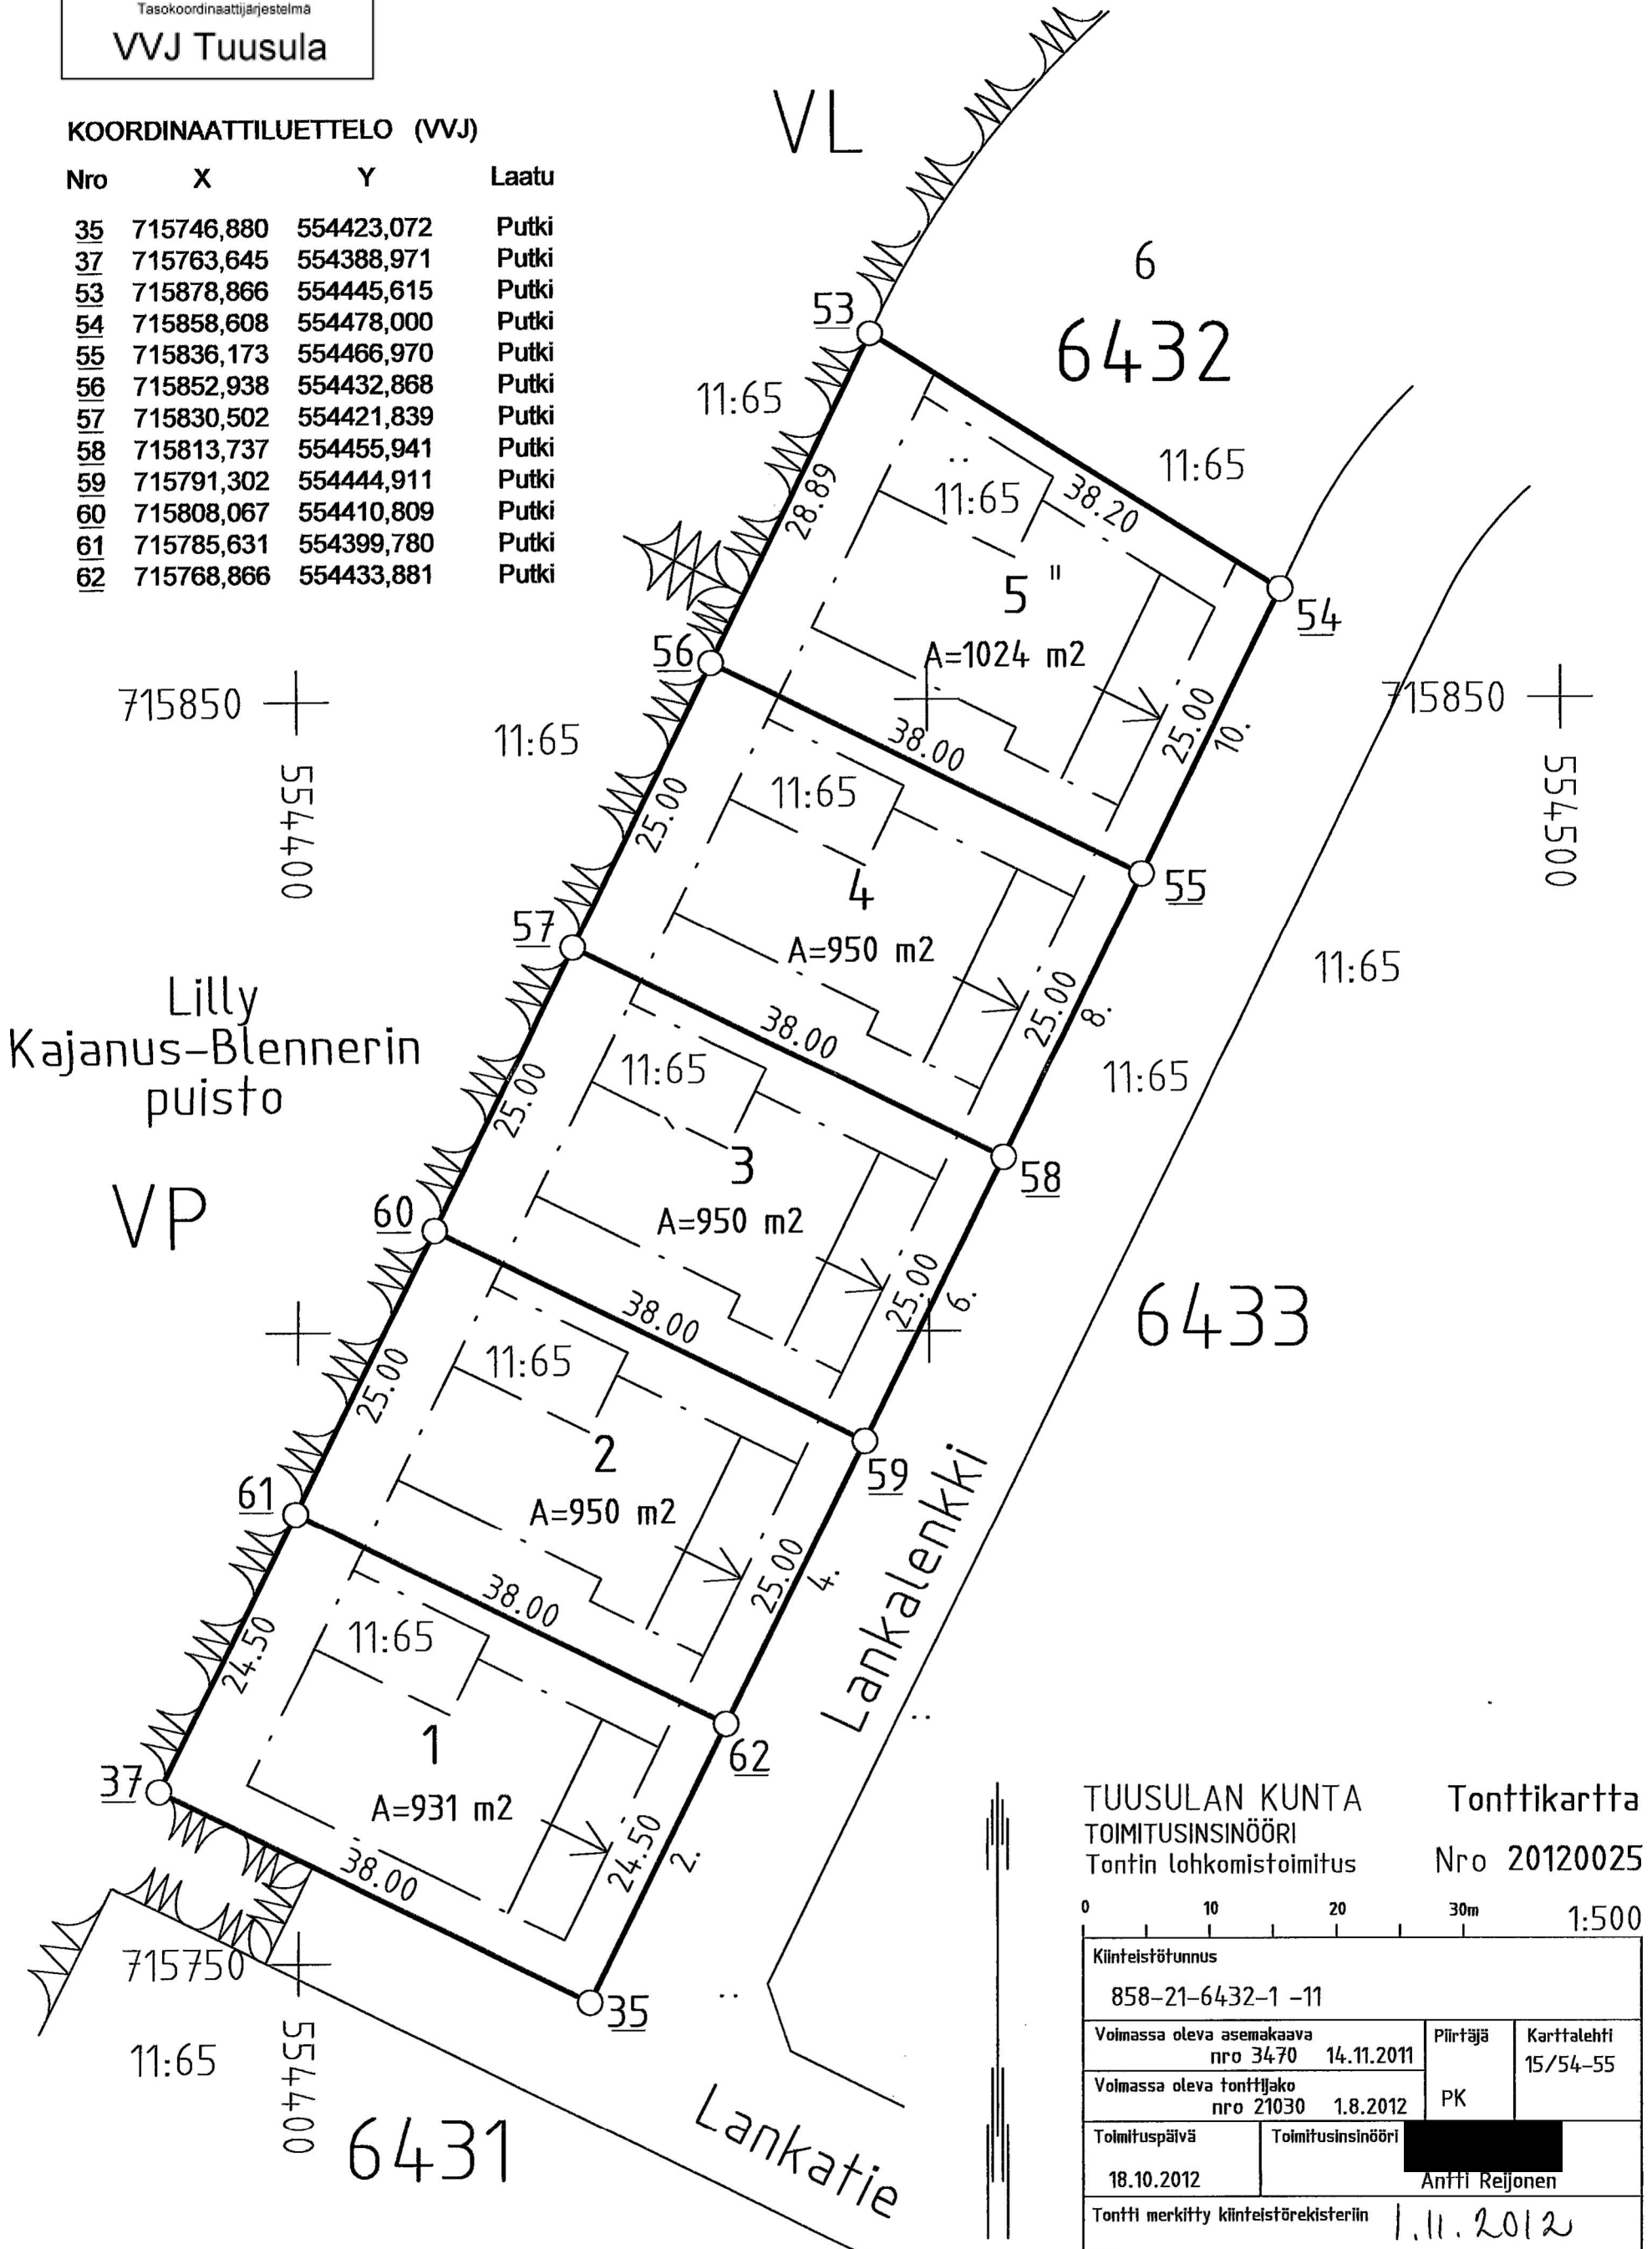 Tasokoordinaattijärjestelmä
VVJ Tuusula
KOORDINAATTILUETTELO (VVJ)
Nro X Y Laatu
35 715746,880 554423,072 Putki
37 715763,645 554388,971 Putki
53 715878,866 554445,615 Putki
54 715858,608 554478,000 Putki
55 715836,173 554466,970 Putki
56 715852,938 554432,868 Putki
57 715830,502 554421,839 Putki
58 715813,737 554455,941 Putki
59 715791,302 554444,911 Putki
60 715808,067 554410,809 Putki
61 715785,631 554399,780 Putki
62 715768,866 554433,881 Putki
VL
6
6432
53
11:65
11:65
28.89
11:65
38.20
5 "
54
A=1024 m2
56
715850
715850
11:65
25.00
10.
38.00
554400
554500
11:65
25.00
4
55
57
A=950 m2
11:65
Lilly
Kajanus-Blennerin
puisto
25.00
8.
38.00
11:65
11:65
25.00
3
58
VP
60
A=950 m2
25.00
6.
38.00
6433
11:65
25.00
2
59
61
A=950 m2
Lankalenkki
25.00
4.
38.00
11:65
24.50
1
62
37
A=931 m2
24.50
2.
38.00
715750
35
554400
11:65
6431
Lankatie
TUUSULAN KUNTA Tonttikartta
TOIMITUSINSINÖÖRI
Tontin lohkomistoimitus Nro 20120025
0 10 20 30m 1:500
Kiinteistötunnus
858-21-6432-1 -11
Voimassa oleva asemakaava
nro 3470 14.11.2011
Piirtäjä
PK
Karttalehti
15/54-55
Voimassa oleva tonttijako
nro 21030 1.8.2012
Toimituspäivä
18.10.2012
Toimitusinsinööri
Antti Reijonen
Tontti merkitty kiinteistörekisteriin 1.11.2012